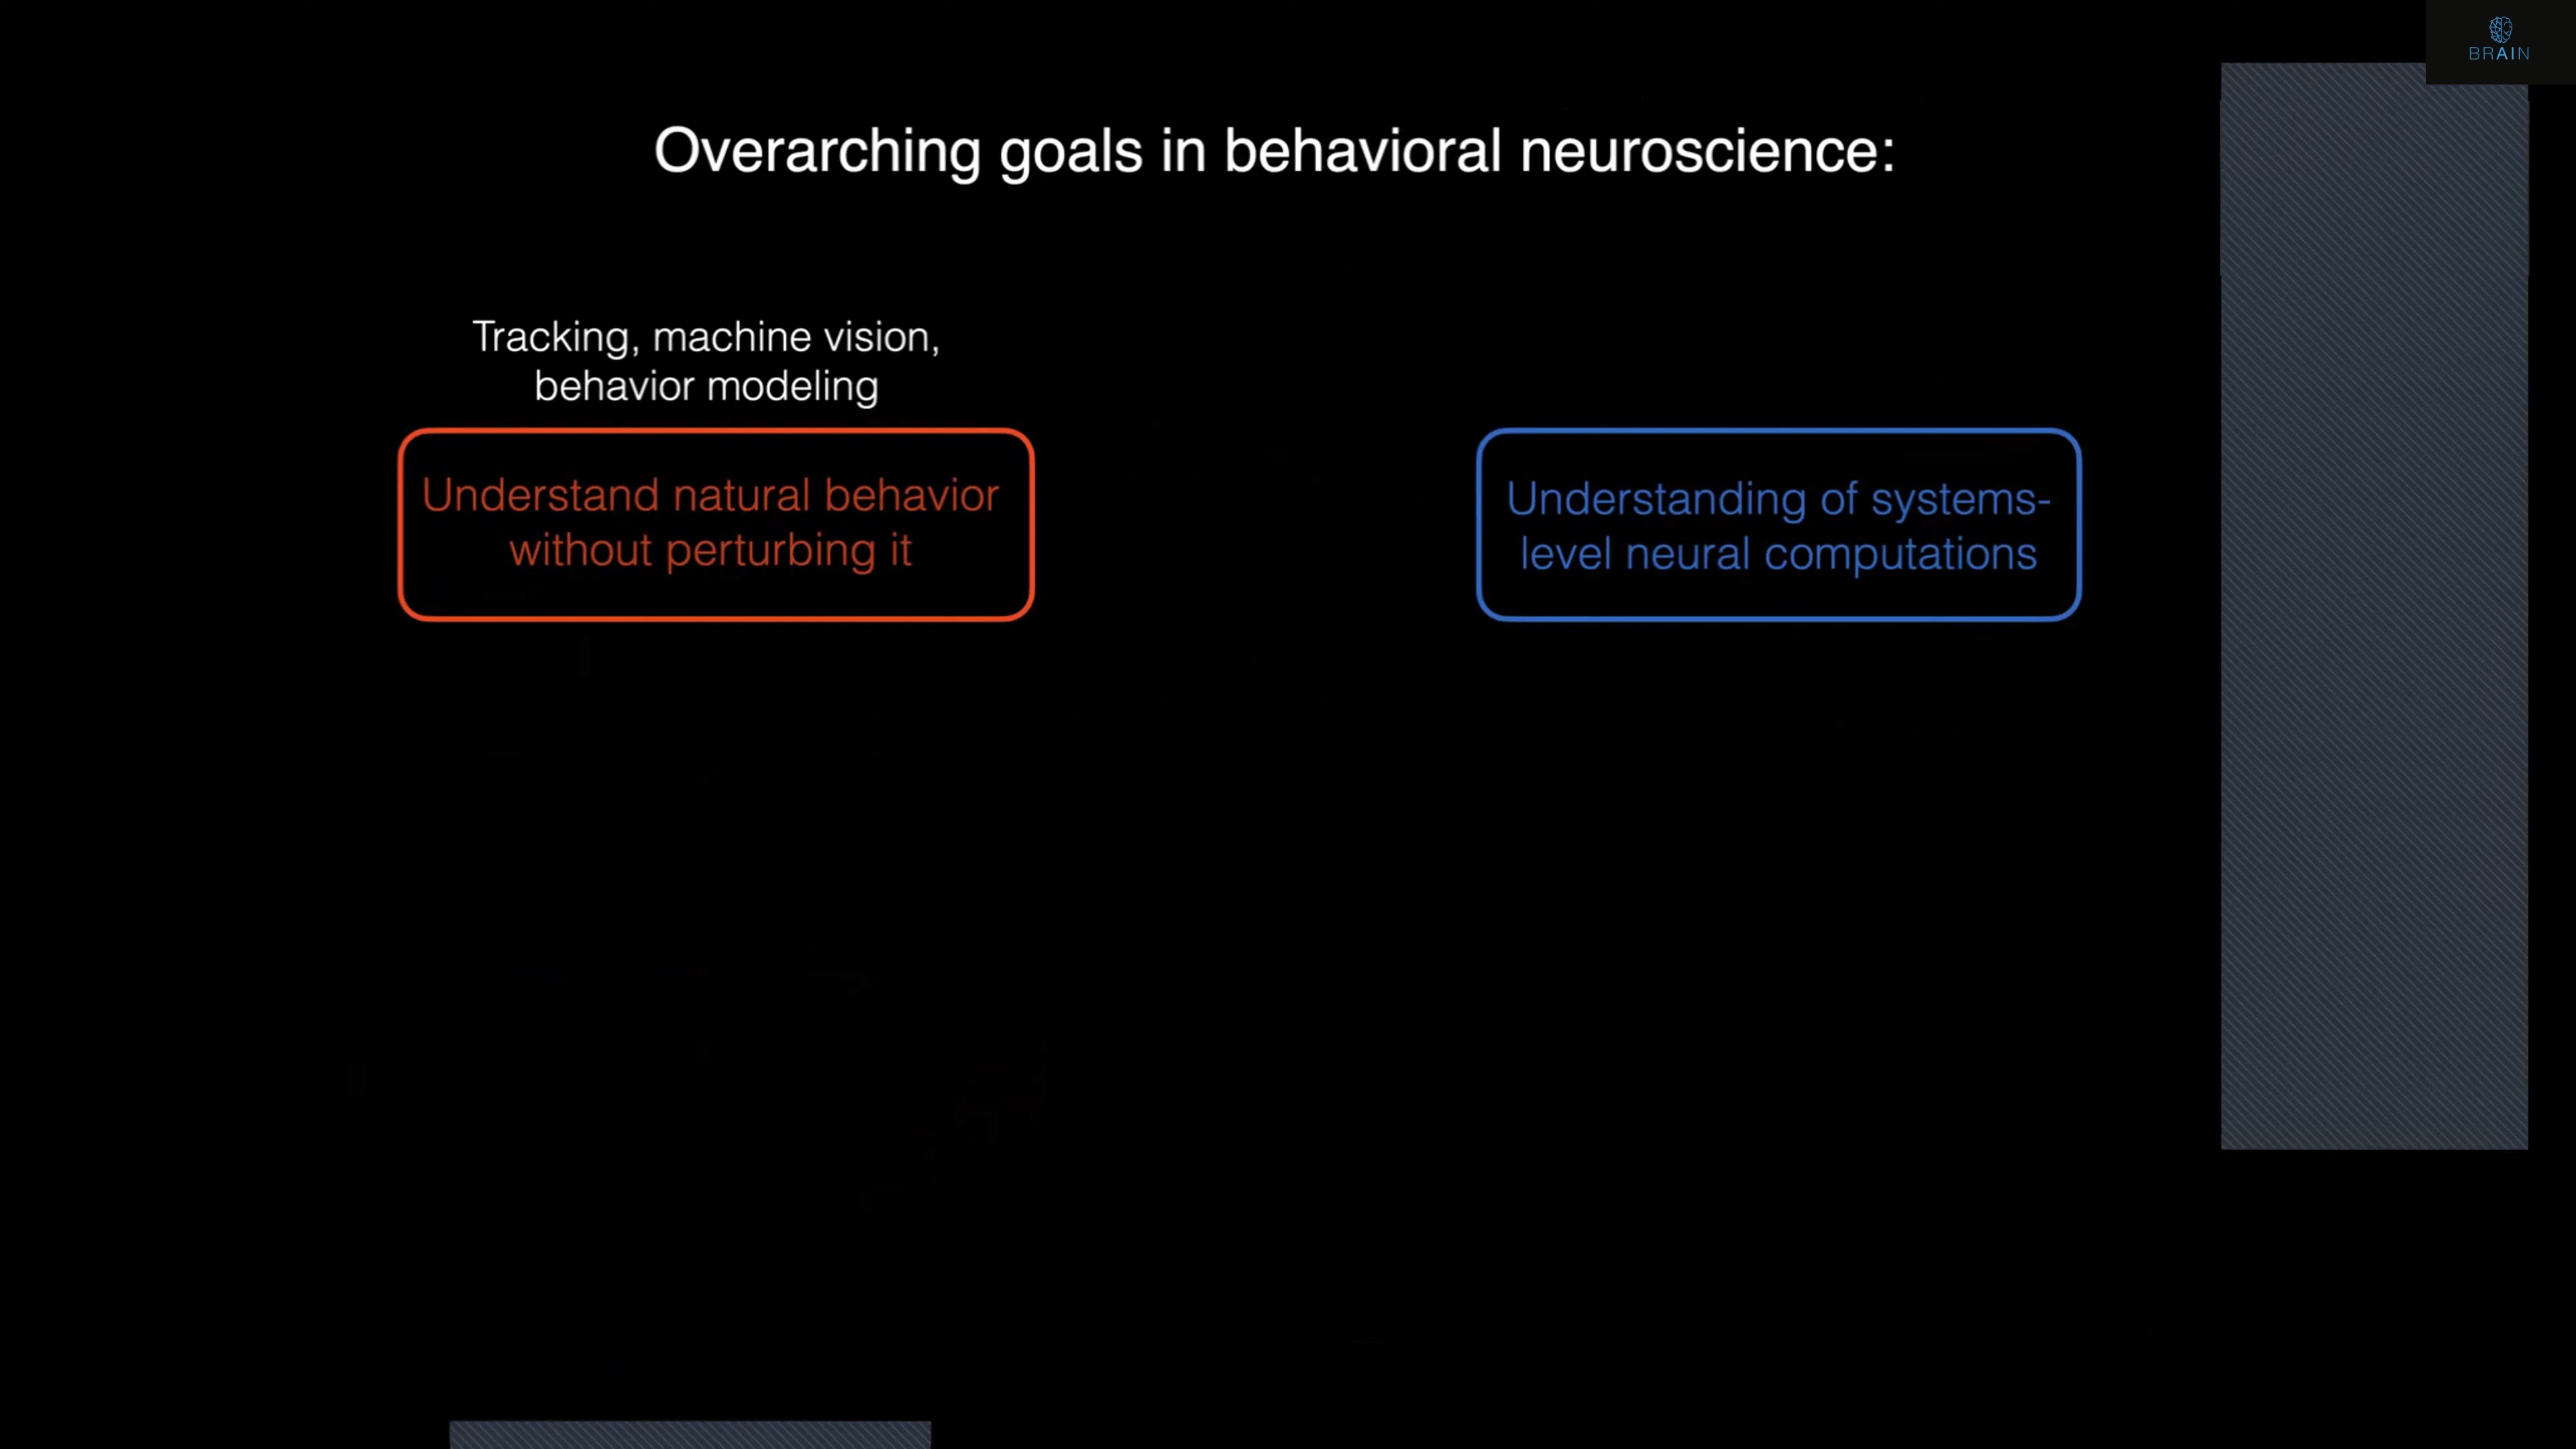 BRAIN
Overarching goals in behavioral neuroscience:
Tracking, machine vision,
behavior modeling
Understand natural behavior
without perturbing it
Understanding of systems-
level neural computations